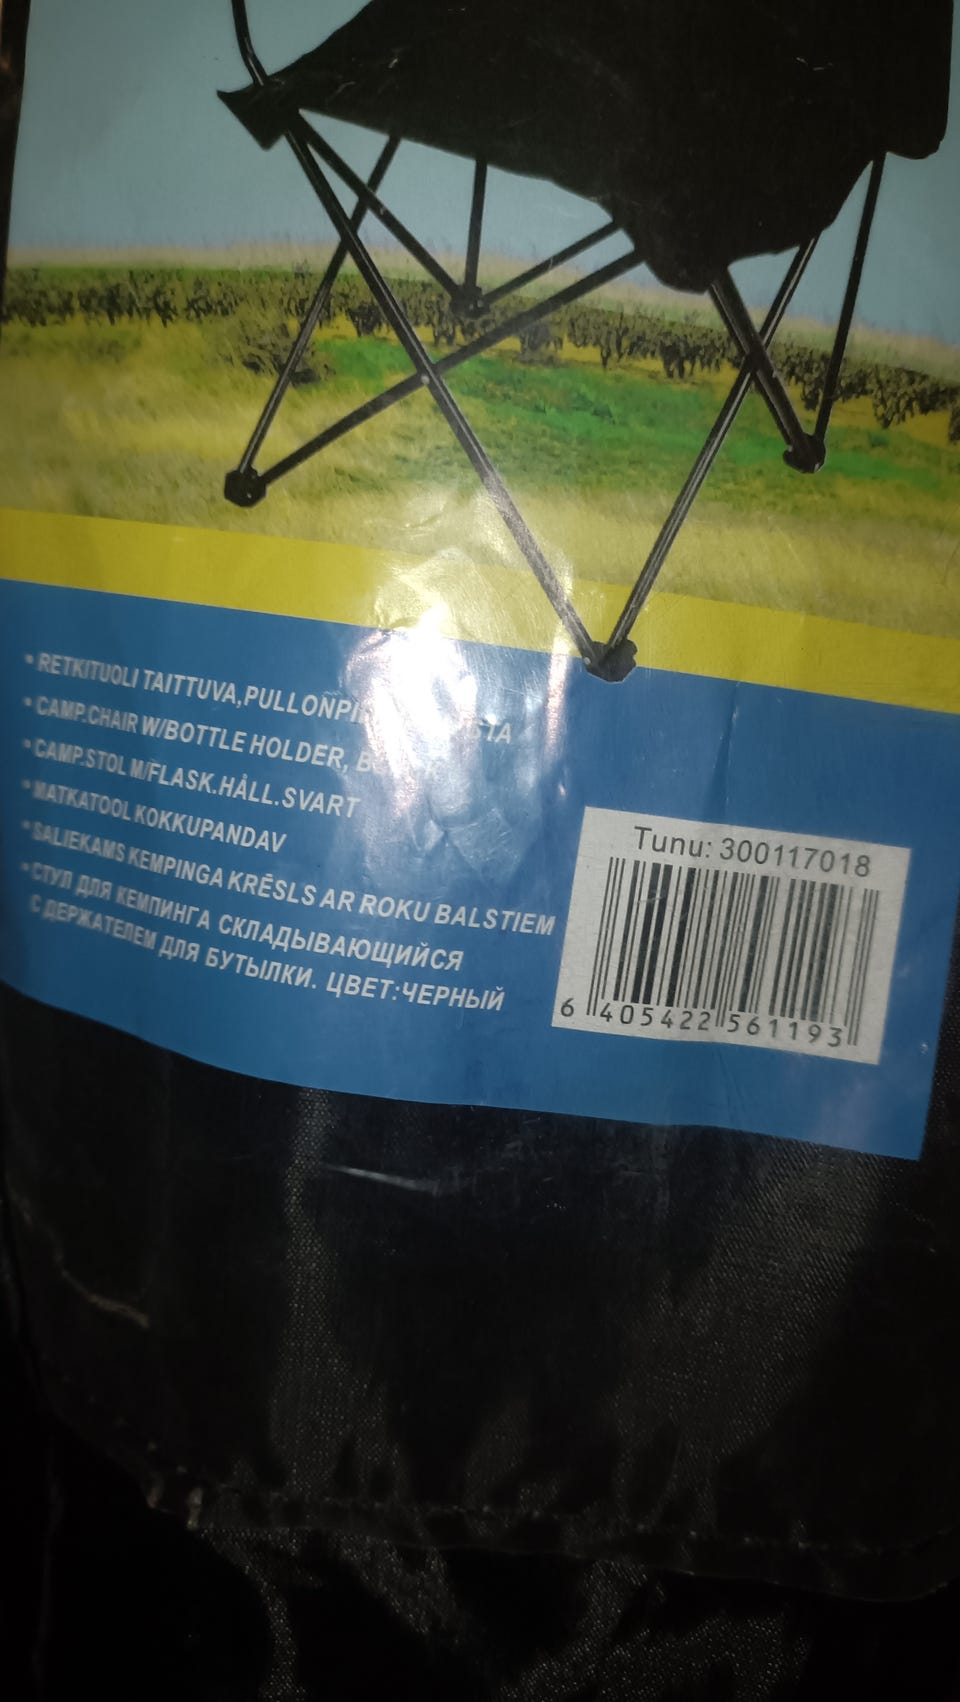 • RETKITUOLI TAITTUVA,
• CAMP.CHAIR W/BOTTLE HOLDER,
• CAMP.STOL M/FLASK.HÅLL.SVART
• MATKATOOL KOKKUPANDAV
• SALIEKAMS KEMPINGA KRĒSLS AR ROKU BALSTIEM
• СТУЛ ДЛЯ КЕМПИНГА СКЛАДЫВАЮЩИЙСЯ
С ДЕРЖАТЕЛЕМ ДЛЯ БУТЫЛКИ. ЦВЕТ:ЧЕРНЫЙ
Tunu: 300117018
6 405422 561193